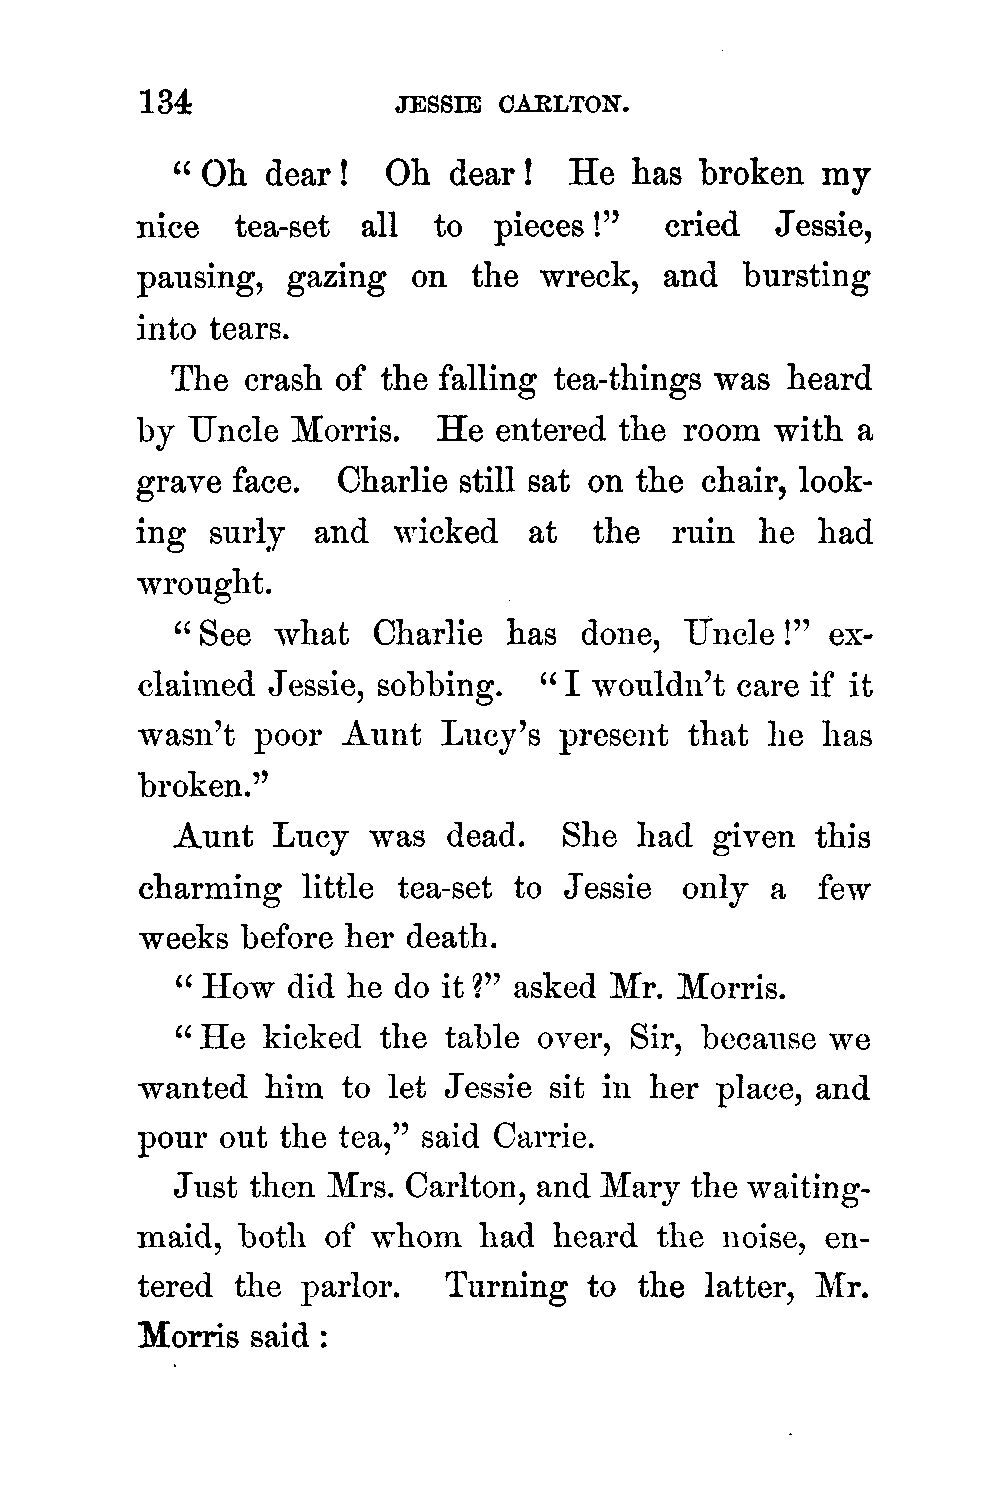 134 JESSIE CARLTON.
“Oh dear! Oh dear! He has broken my
nice tea-set all to pieces!” cried Jessie,
pausing, gazing on the wreck, and bursting
into tears.
The crash of the falling tea-things was heard
by Uncle Morris. He entered the room with a
grave face. Charlie still sat on the chair, look-
ing surly and wicked at the ruin he had
wrought.
“See what Charlie has done, Uncle!” ex-
claimed Jessie, sobbing. “I wouldn’t care if it
wasn’t poor Aunt Lucy’s present that he has
broken.”
Aunt Lucy was dead. She had given this
charming little tea-set to Jessie only a few
weeks before her death.
“How did he do it?” asked Mr. Morris.
“He kicked the table over, Sir, because we
wanted him to let Jessie sit in her place, and
pour out the tea,” said Carrie.
Just then Mrs. Carlton, and Mary the waiting-
maid, both of whom had heard the noise, en-
tered the parlor. Turning to the latter, Mr.
Morris said: